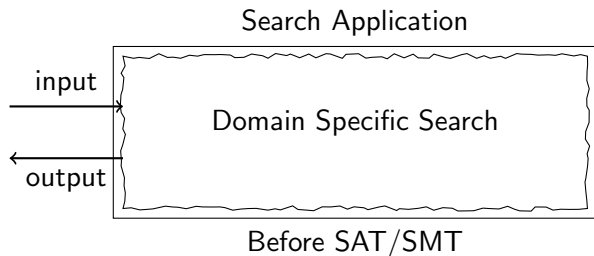 Search Application
input
Domain Specific Search
output
Before SAT/SMT